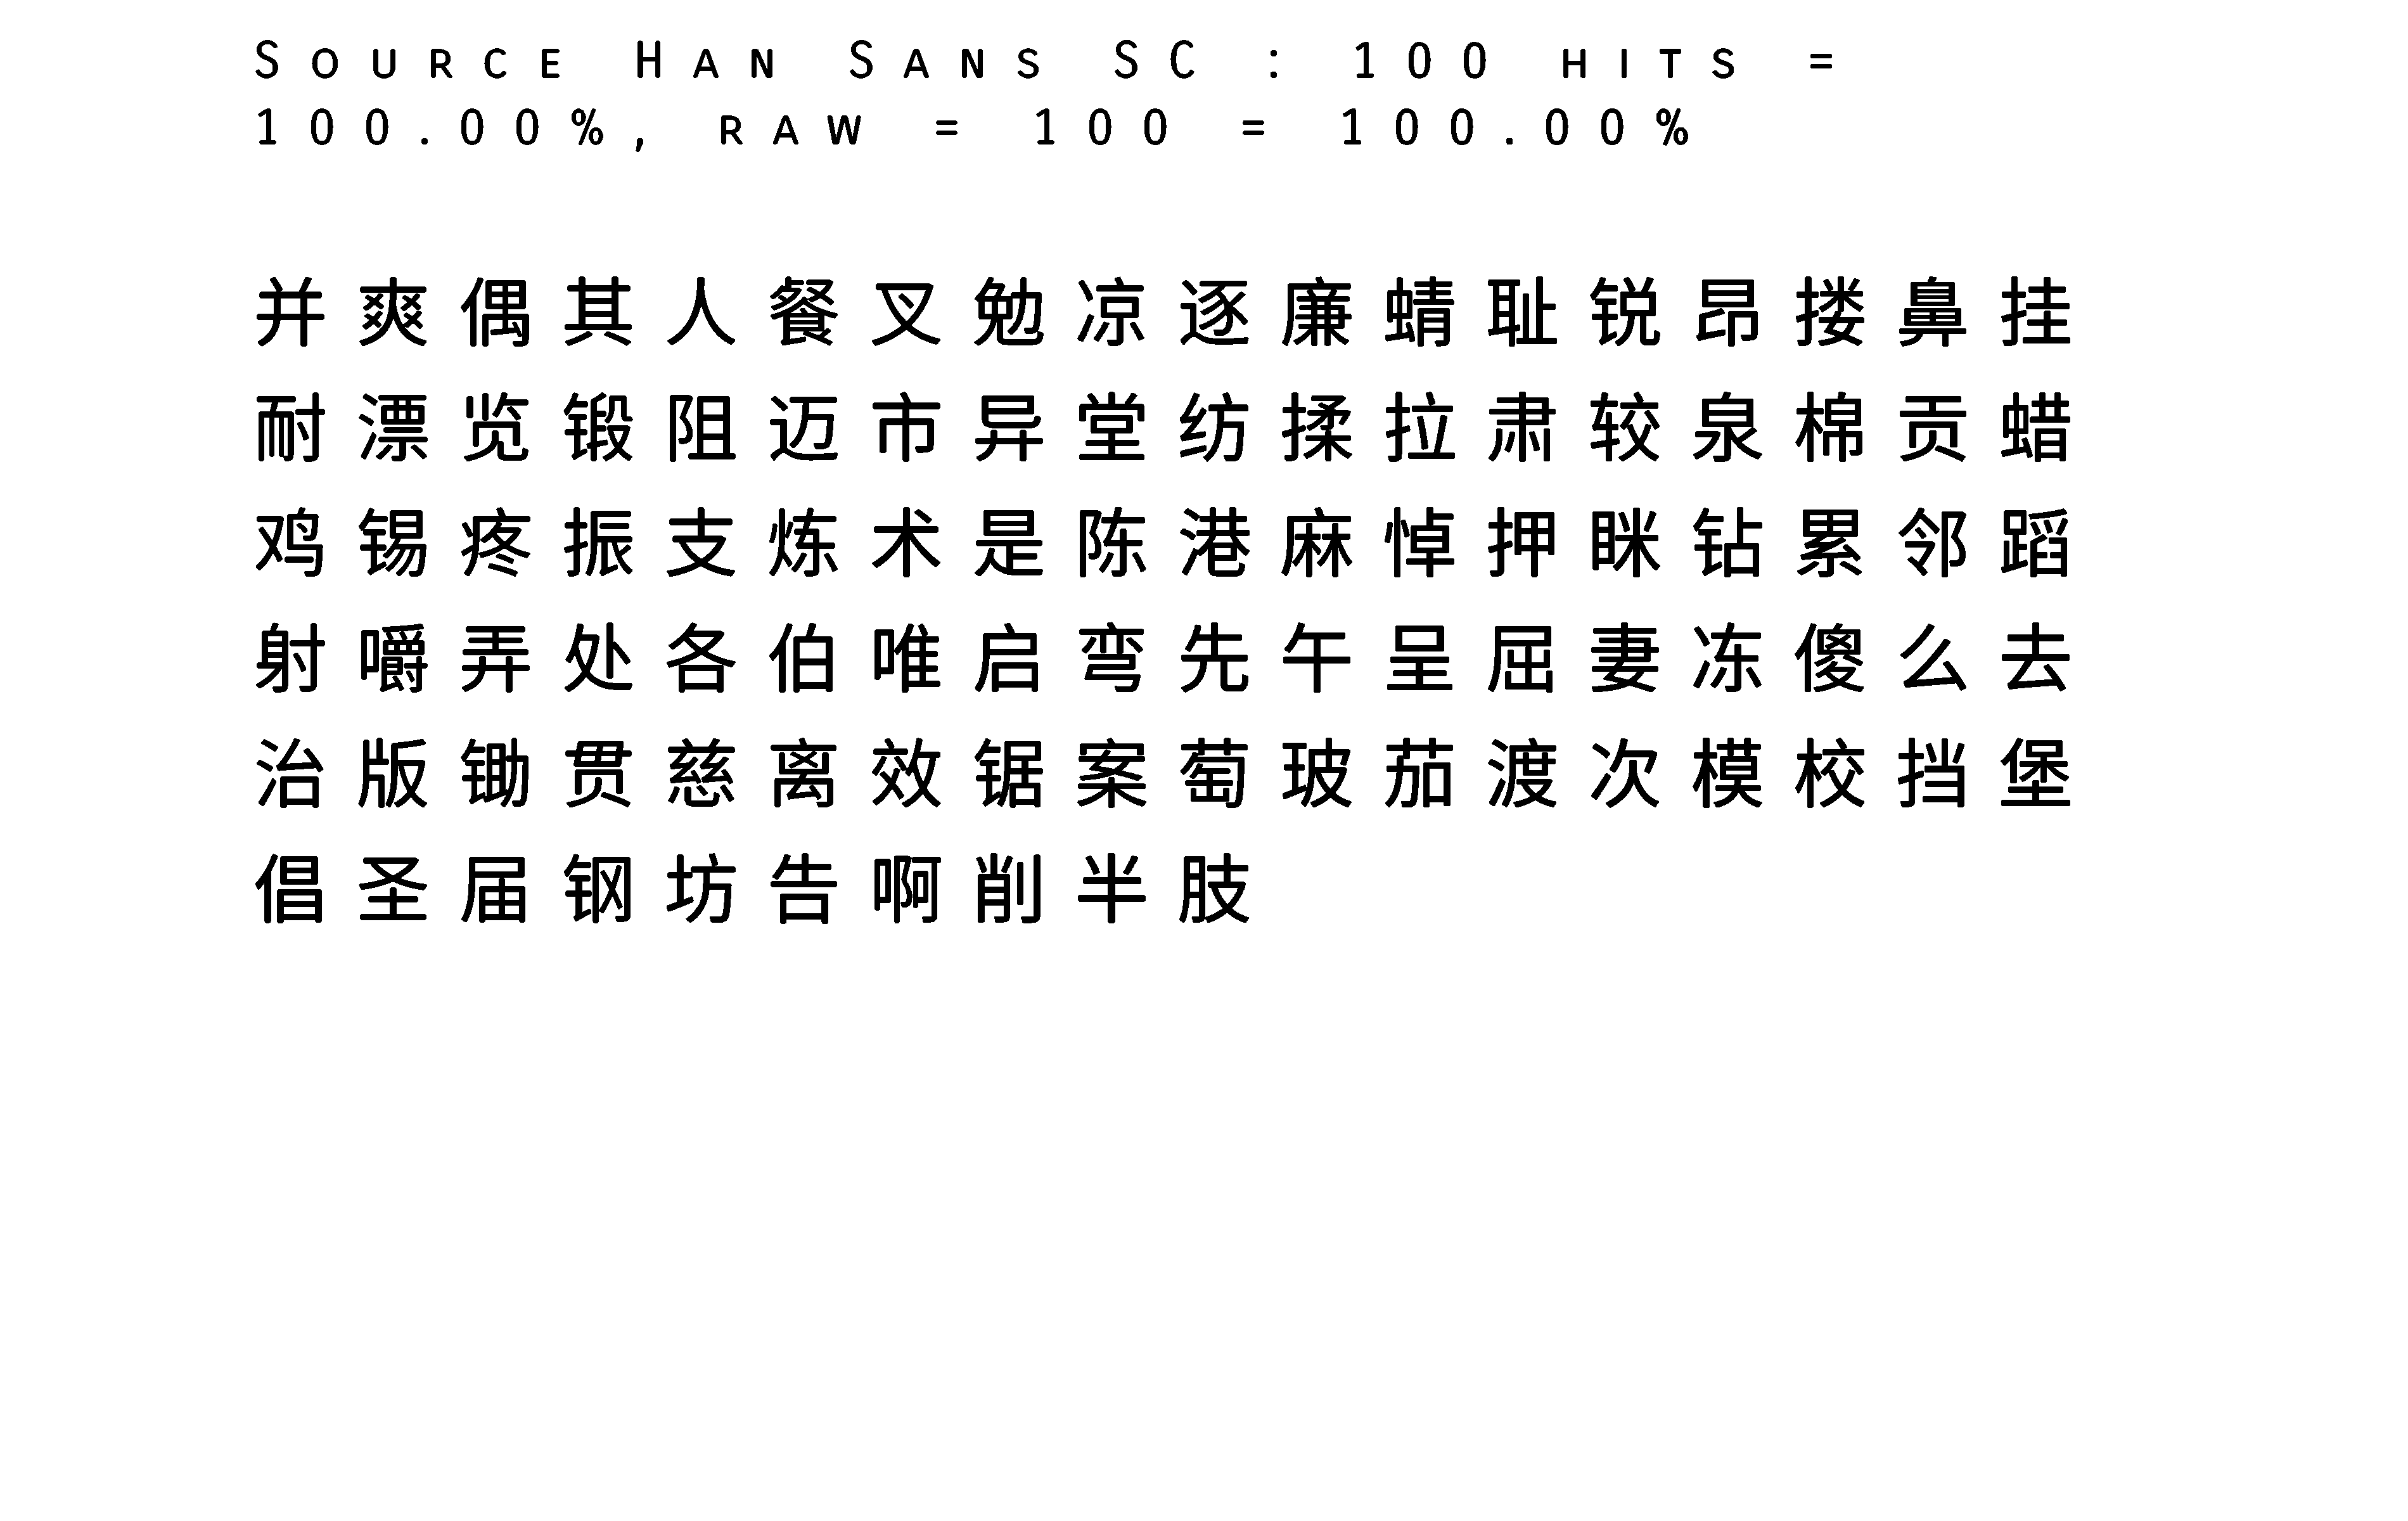 Source Han Sans SC : 100 hits =
100.00%, raw = 100 = 100.00%
并爽偶其人餐叉勉凉逐廉蜻耻锐昂搂鼻挂
耐漂览锻阻迈市异堂纺揉拉肃较泉棉贡蜡
鸡锡疼振支炼术是陈港麻悼押眯钻累邻蹈
射嚼弄处各伯唯启弯先午呈屈妻冻傻么去
治版锄贯慈离效锯案萄玻茄渡次模校挡堡
倡圣届钢坊告啊削半肢